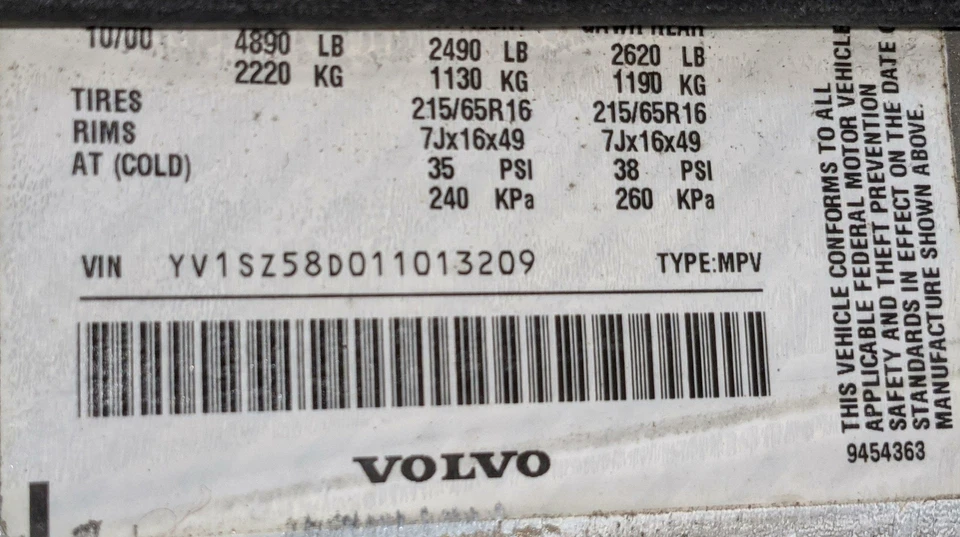 10/00 4890 LB 2490 LB 2620 LB
2220 KG 1130 KG 1190 KG
TIRES 215/65R16 215/65R16
RIMS 7Jx16x49 7Jx16x49
AT (COLD) 35 PSI 38 PSI
240 KPa 260 KPa
VIN YV1SZ58D011013209 TYPE:MPV
VOLVO
THIS VEHICLE CONFORMS TO ALL
APPLICABLE FEDERAL MOTOR VEHICLE
SAFETY AND THEFT PREVENTION
STANDARDS IN EFFECT ON THE DATE
MANUFACTURE SHOWN ABOVE.
9454363